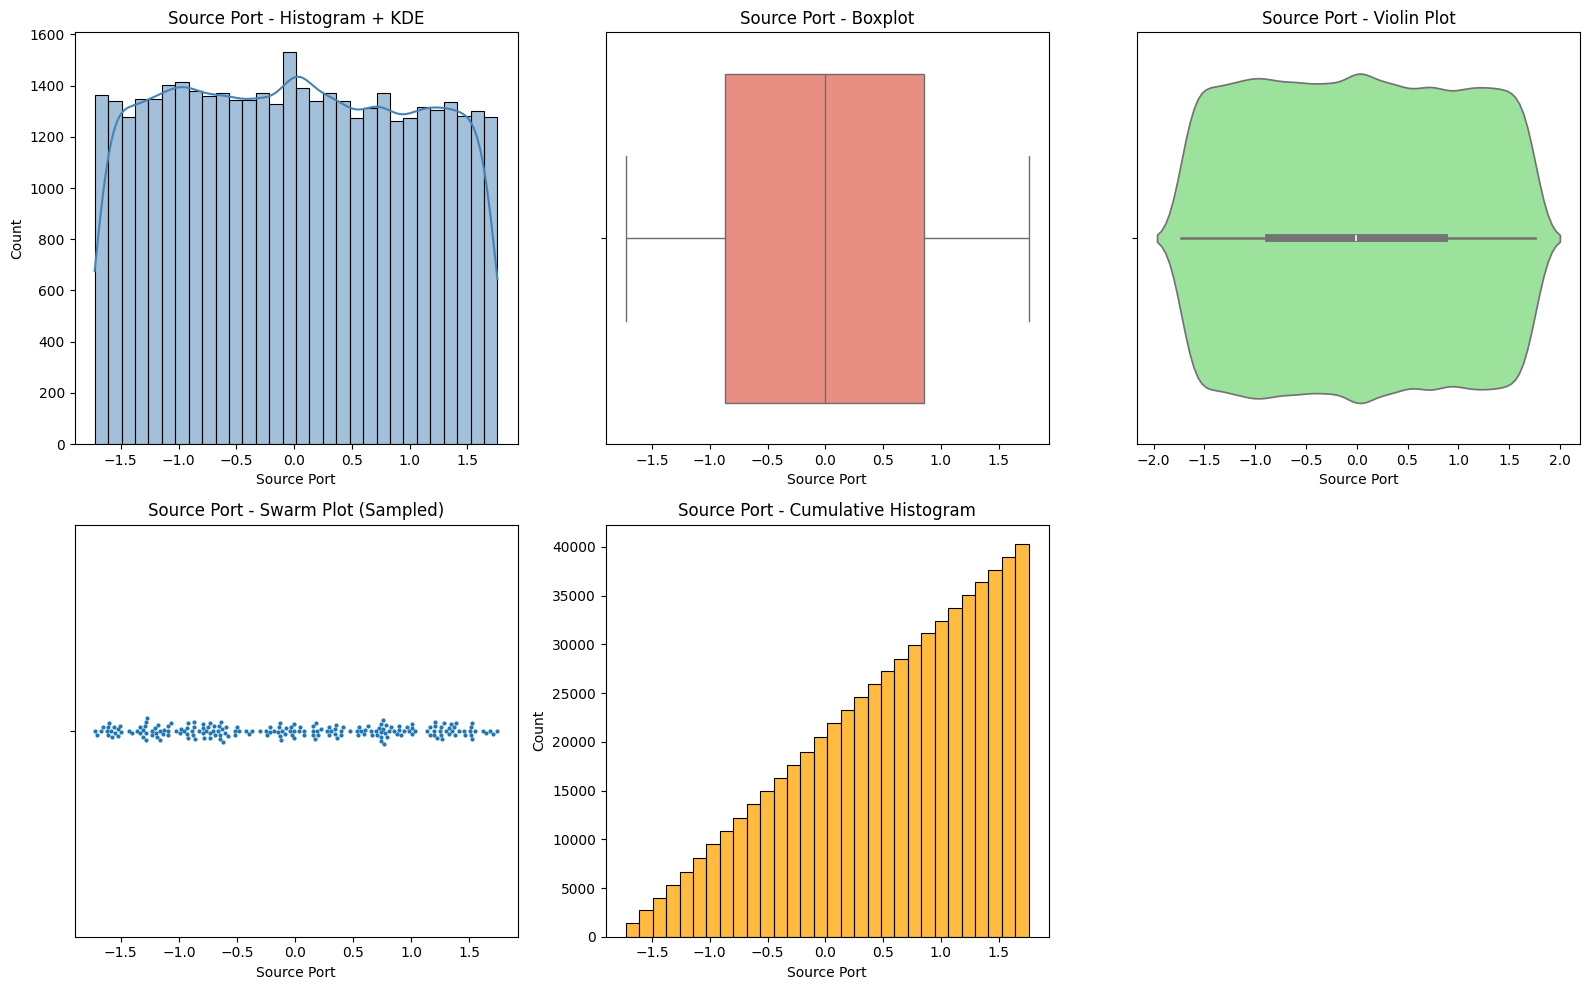 Source Port - Histogram + KDE
1600
1400
1200
1000
800
600
400
200
0
Count
−1.5 −1.0 −0.5 0.0 0.5 1.0 1.5
Source Port
Source Port - Boxplot
−1.5 −1.0 −0.5 0.0 0.5 1.0 1.5
Source Port
Source Port - Violin Plot
−2.0 −1.5 −1.0 −0.5 0.0 0.5 1.0 1.5 2.0
Source Port
Source Port - Swarm Plot (Sampled)
−1.5 −1.0 −0.5 0.0 0.5 1.0 1.5
Source Port
Source Port - Cumulative Histogram
40000
35000
30000
25000
20000
15000
10000
5000
0
Count
−1.5 −1.0 −0.5 0.0 0.5 1.0 1.5
Source Port